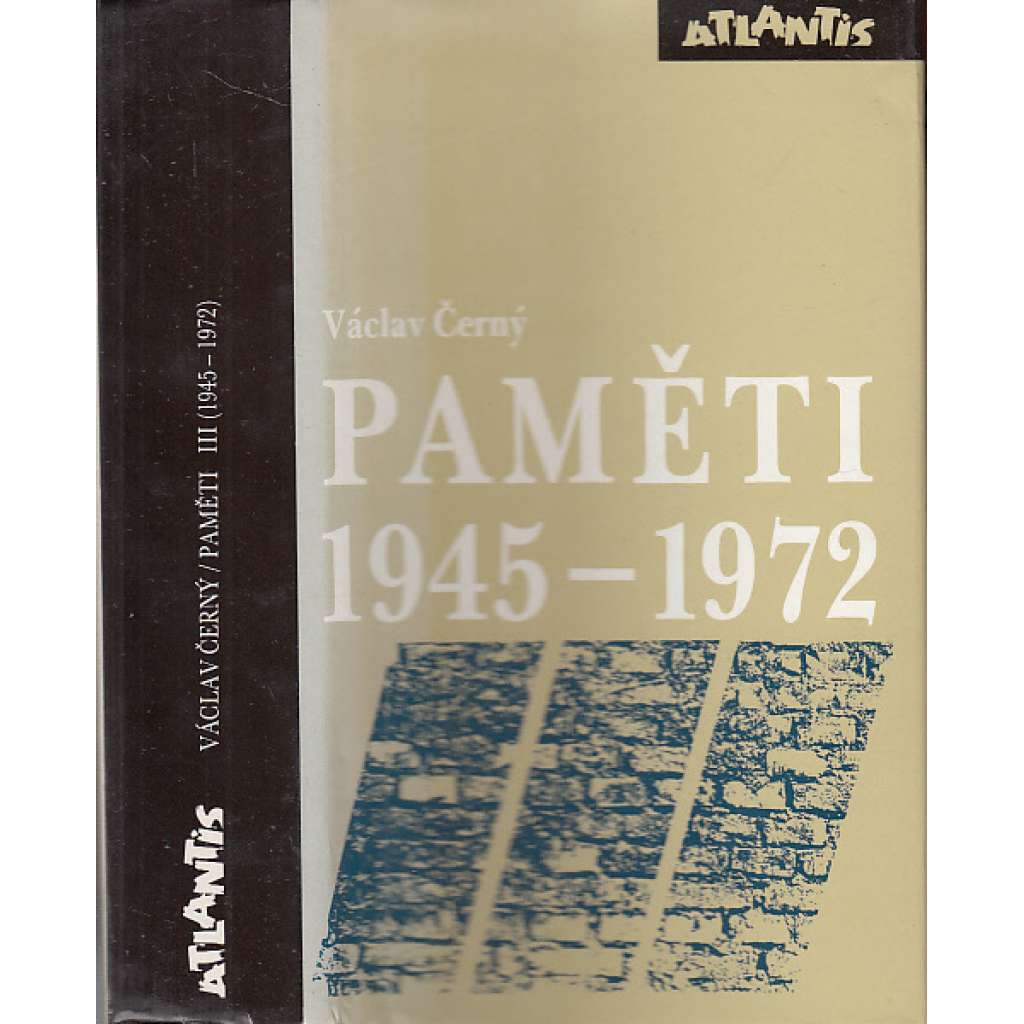 ATLANTIS
Václav Černý
PAMĚTI
1945 – 1972
VÁCLAV ČERNÝ / PAMĚTI III (1945 – 1972)
ATLANTIS